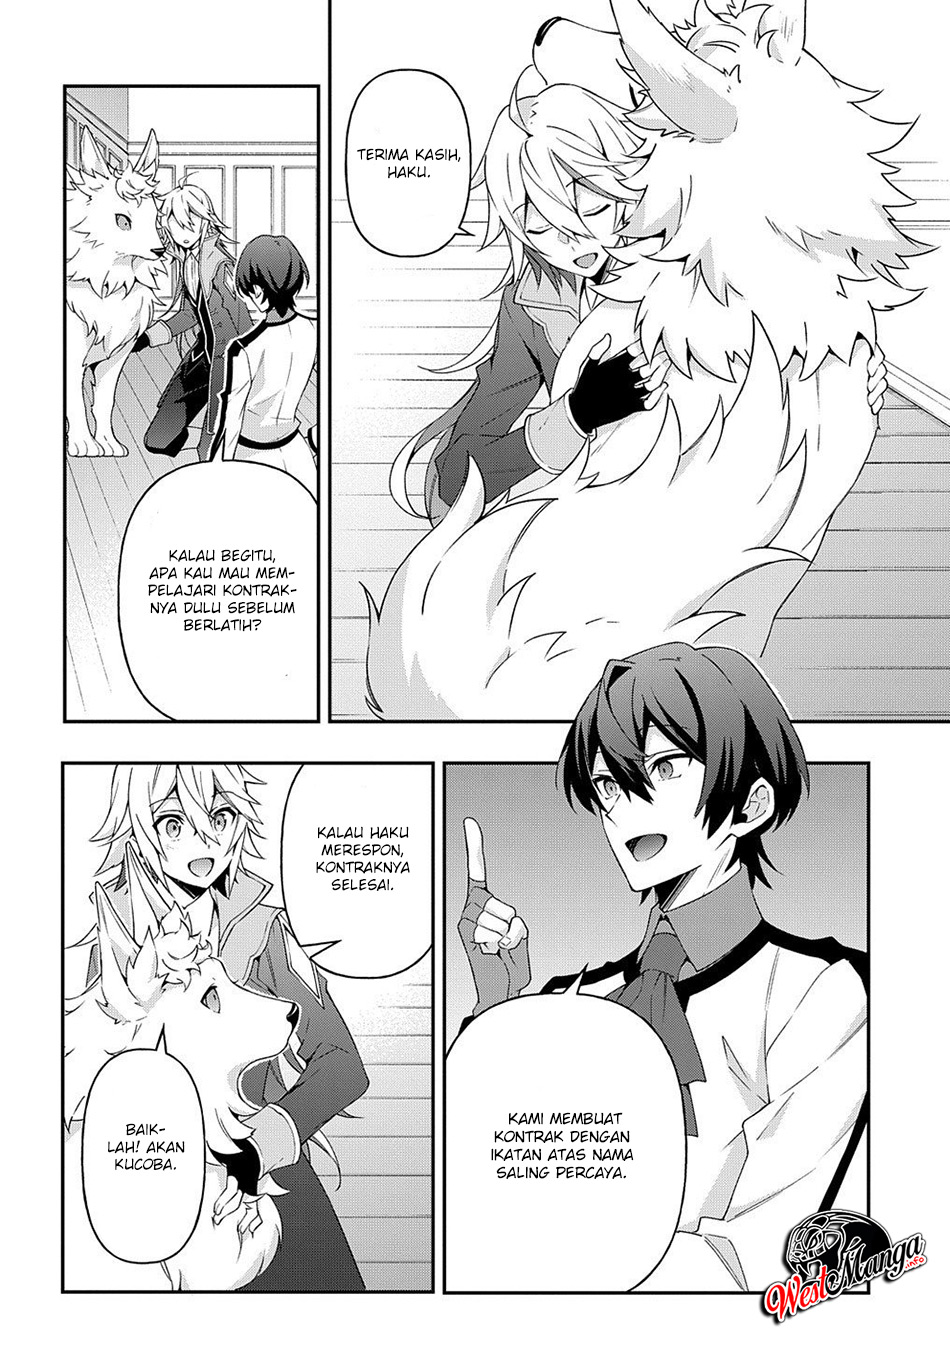 TERIMA KASIH,
HAKU.
KALAU BEGITU,
APA KAU MAU MEM-
PELAJARI KONTRAK-
NYA DULU SEBELUM
BERLATIH?
KAMI MEMBUAT
KONTRAK DENGAN
IKATAN ATAS NAMA
SALING PERCAYA.
KALAU HAKU
MERESPON,
KONTRAKNYA
SELESAI.
BAIK-
LAH! AKAN
KUCOBA.
WestManga
.info